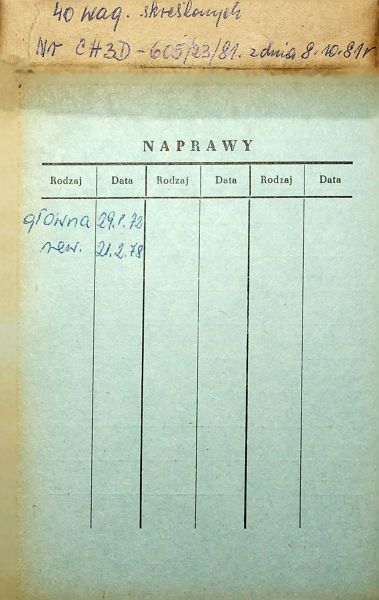 40 wag. skreślonych
Nr CH3D-605/23/81. z dnia 8.10.81r
NAPRAWY
Rodzaj Data Rodzaj Data Rodzaj Data
główna 29.1.72
rew. 21.2.78